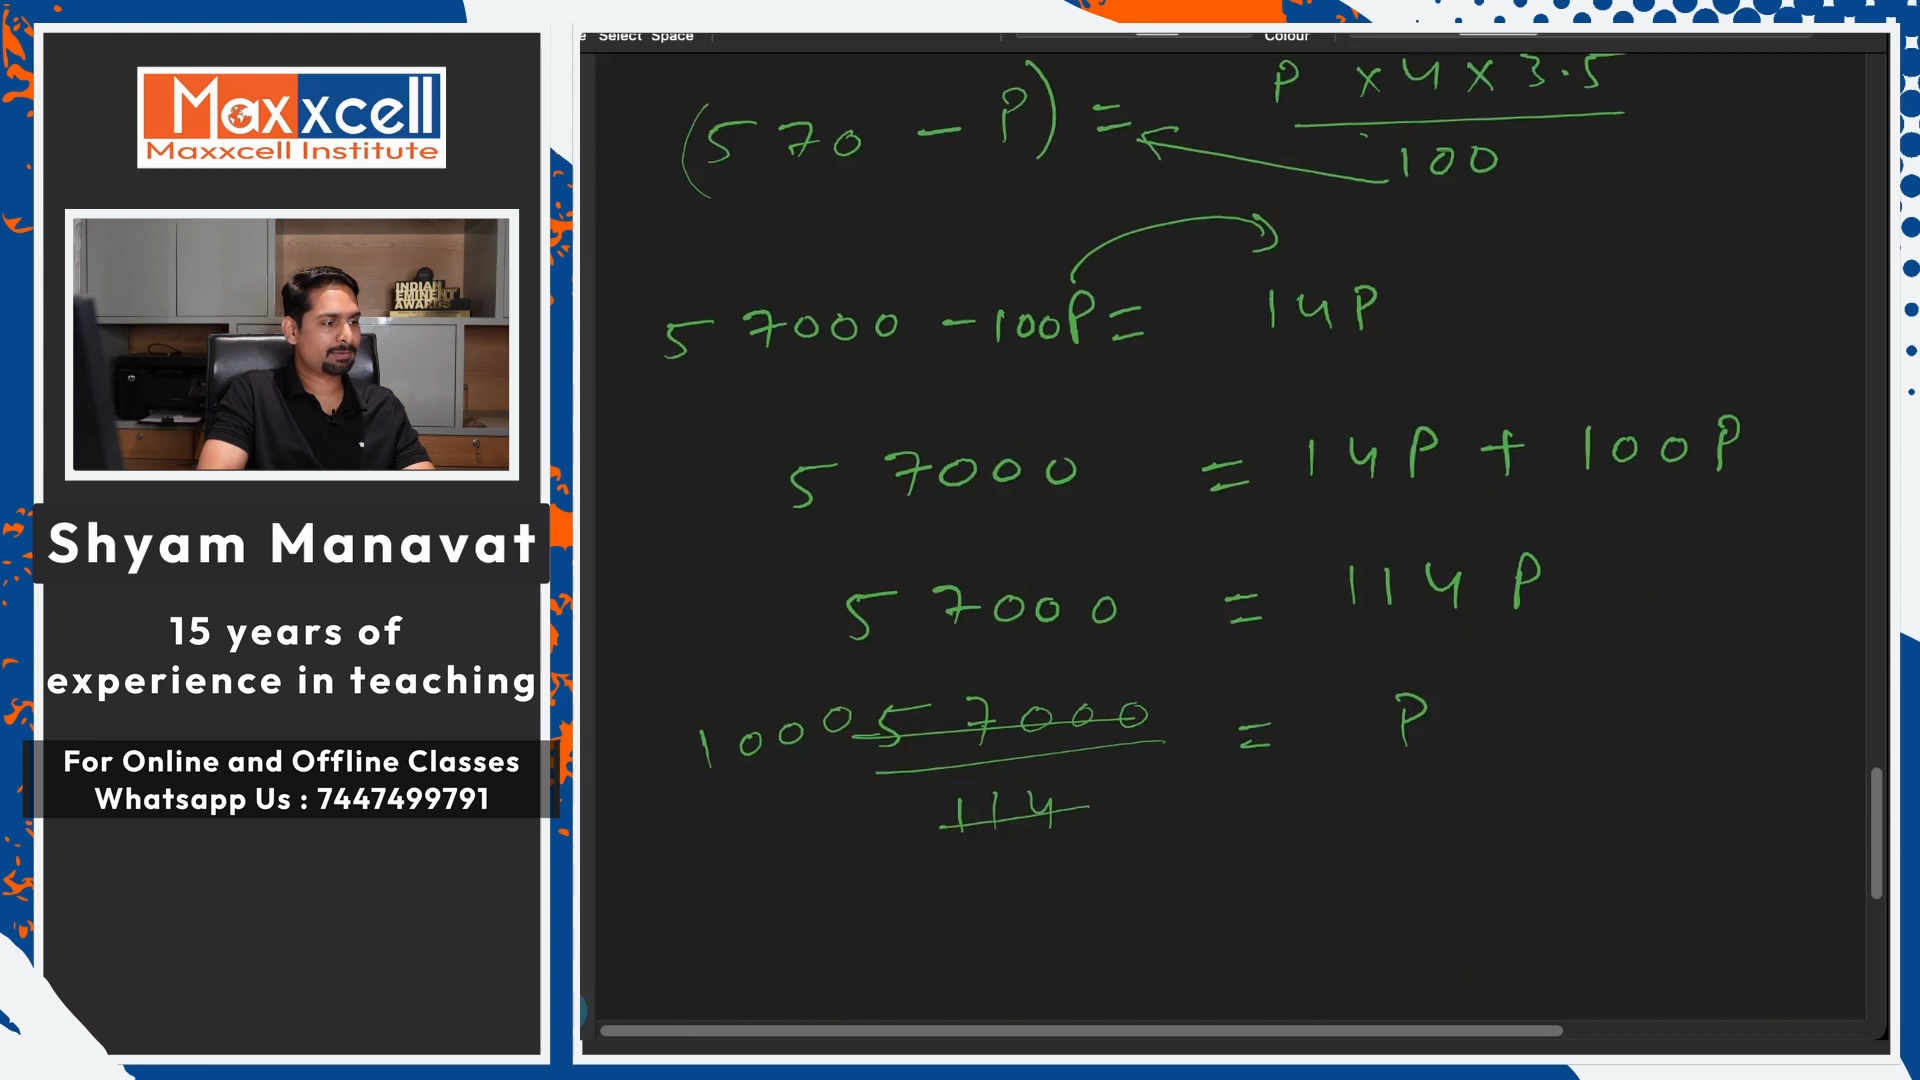 Maxxcell
Maxxcell Institute
INDIAN
EMINENT
AWARDS
Shyam Manavat
15 years of
experience in teaching
For Online and Offline Classes
Whatsapp Us : 7447499791
e Select Space
Colour
(570 - P) = P x 4 x 3.5
100
57000 - 100P = 14P
57000 = 14P + 100P
57000 = 114 P
1000 57000 = P
114